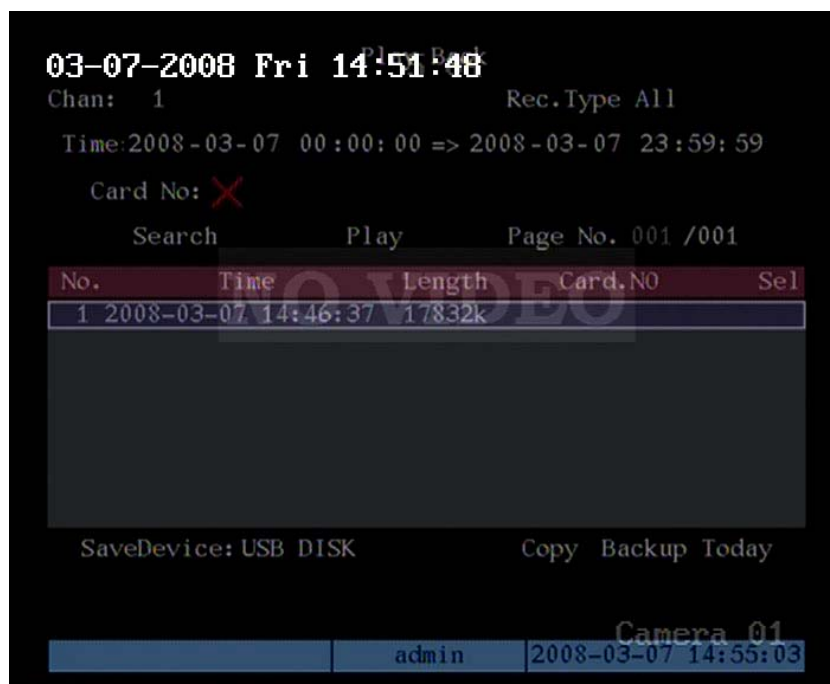 Play Back
03-07-2008 Fri 14:51:48
Chan: 1 Rec.Type All
Time:2008-03-07 00:00:00 => 2008-03-07 23:59:59
Card No:
Search Play Page No. 001 /001
No. Time Length Card.NO Sel
NO VIDEO
1 2008-03-07 14:46:37 17832k
SaveDevice: USB DISK Copy Backup Today
Camera 01
admin 2008-03-07 14:55:03